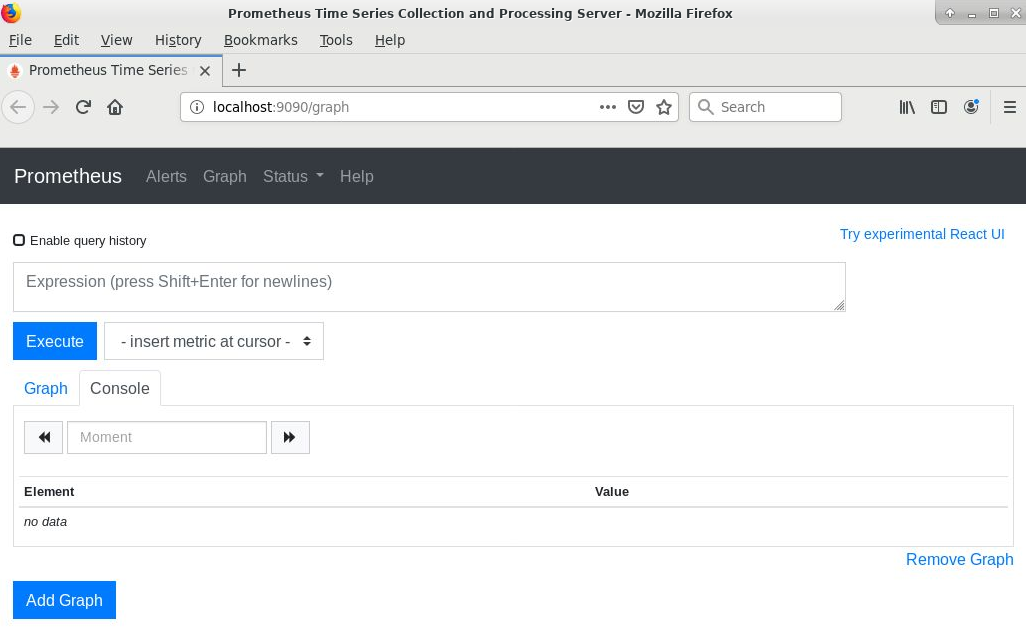 Prometheus Time Series Collection and Processing Server - Mozilla Firefox
File Edit View History Bookmarks Tools Help
Prometheus Time Series
localhost:9090/graph
Search
Prometheus Alerts Graph Status Help
Enable query history
Try experimental React UI
Expression (press Shift+Enter for newlines)
Execute
- insert metric at cursor -
Graph Console
Moment
Element Value
no data
Remove Graph
Add Graph